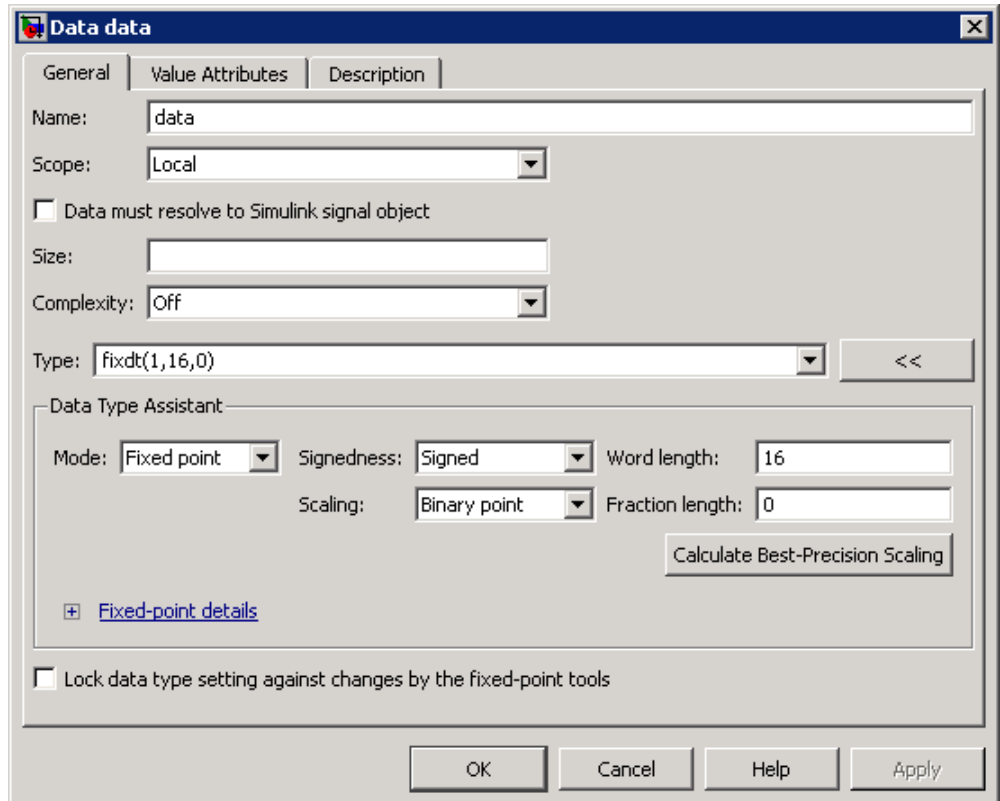 Data data
General Value Attributes Description
Name: data
Scope: Local
Data must resolve to Simulink signal object
Size:
Complexity: Off
Type: fixdt(1,16,0) <<
Data Type Assistant
Mode: Fixed point Signedness: Signed Word length: 16
Scaling: Binary point Fraction length: 0
Calculate Best-Precision Scaling
Fixed-point details
Lock data type setting against changes by the fixed-point tools
OK Cancel Help Apply